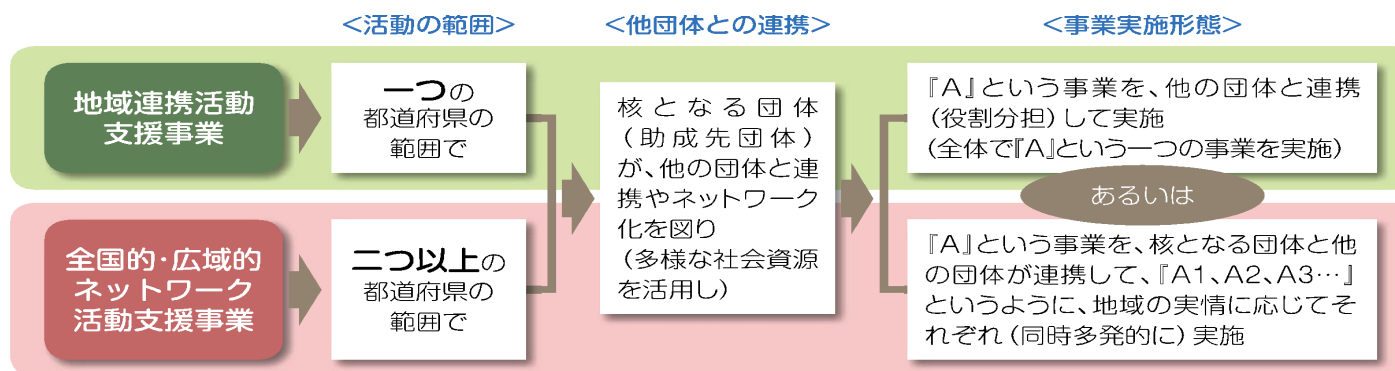 <活動の範囲>
<他団体との連携>
<事業実施形態>
地域連携活動
支援事業
一つの
都道府県の
範囲で
全国的・広域的
ネットワーク
活動支援事業
二つ以上の
都道府県の
範囲で
核となる団体
(助成先団体)
が、他の団体と連
携やネットワーク
化を図り
(多様な社会資源
を活用し)
『A』という事業を、他の団体と連携
(役割分担)して実施
(全体で『A』という一つの事業を実施)
あるいは
『A』という事業を、核となる団体と他
の団体が連携して、『A1、A2、A3…』
というように、地域の実情に応じてそ
れぞれ(同時多発的に)実施